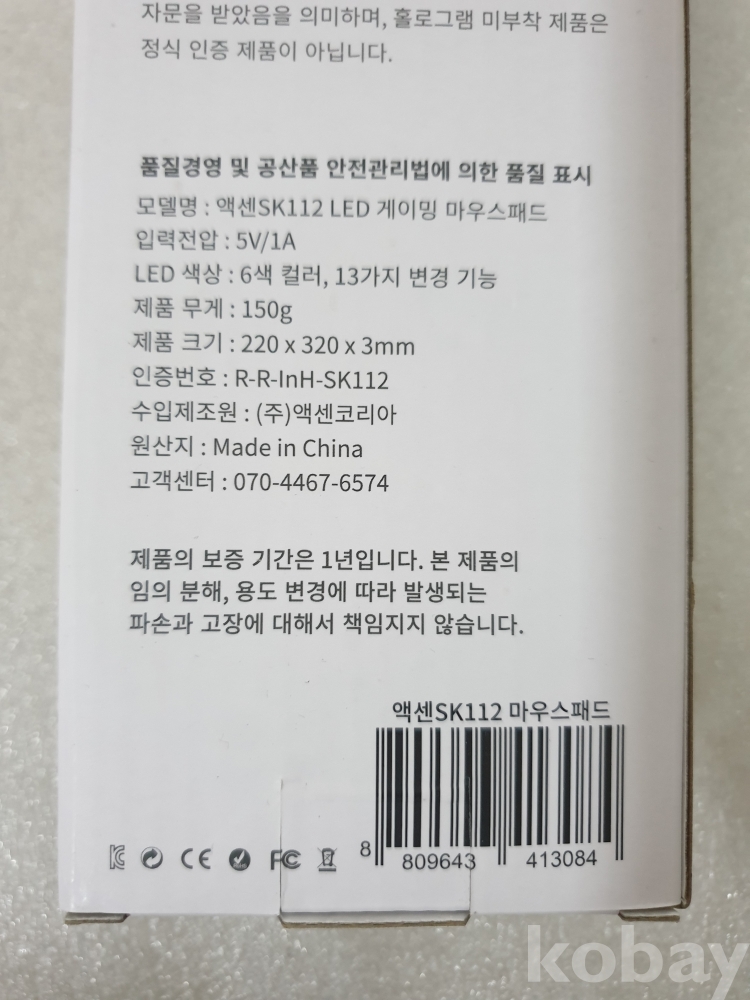 자문을 받았음을 의미하며, 홀로그램 미부착 제품은
정식 인증 제품이 아닙니다.
품질경영 및 공산품 안전관리법에 의한 품질 표시
모델명 : 액센SK112 LED 게이밍 마우스패드
입력전압 : 5V/1A
LED 색상 : 6색 컬러, 13가지 변경 기능
제품 무게 : 150g
제품 크기 : 220 x 320 x 3mm
인증번호 : R-R-InH-SK112
수입제조원 : (주)액센코리아
원산지 : Made in China
고객센터 : 070-4467-6574
제품의 보증 기간은 1년입니다. 본 제품의
임의 분해, 용도 변경에 따라 발생되는
파손과 고장에 대해서 책임지지 않습니다.
액센SK112 마우스패드
8 809643 413084
CE FC
kobay